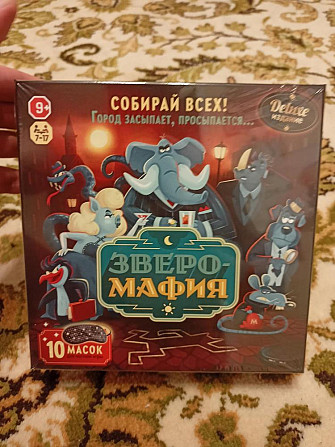 9+
СОБИРАЙ ВСЕХ!
ГОРОД ЗАСЫПАЕТ, ПРОСЫПАЕТСЯ...
Deluxe
ИЗДАНИЕ
7-17
ЗВЕРО-
МАФИЯ
10 МАСОК